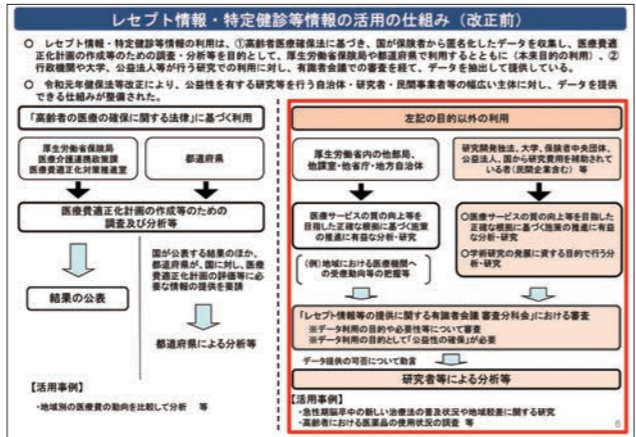 レセプト情報・特定健診等情報の活用の仕組み（改正前）
○ レセプト情報・特定健診等情報の利用は、①高齢者医療確保法に基づき、国が保険者から匿名化したデータを収集し、医療費適
正化計画の作成等のための調査・分析等を目的として、厚生労働省保険局や都道府県で利用するとともに（本来目的の利用）、②
行政機関や大学、公益法人等が行う研究での利用に対し、有識者会議での審査を経て、データを抽出して提供している。
○ 令和元年健保法等改正により、公益性を有する研究等を行う自治体・研究者・民間事業者等の幅広い主体に対し、データを提供
できる仕組みが整備された。
「高齢者の医療の確保に関する法律」に基づく利用
厚生労働省保険局
医療介護連携政策課
医療費適正化対策推進室
都道府県
医療費適正化計画の作成等のための
調査及び分析等
国が公表する結果のほか、
都道府県が、国に対し、医療
費適正化計画の評価等に必
要な情報の提供を要請
結果の公表
都道府県による分析等
【活用事例】
・地域別の医療費の動向を比較して分析 等
左記の目的以外の利用
厚生労働省内の他部局、
他課室・他省庁・地方自治体
研究開発独法、大学、保険者中央団体、
公益法人、国から研究費用を補助されて
いる者（民間企業含む） 等
医療サービスの質の向上等を
目指した正確な根拠に基づく施策
の推進に有益な分析・研究
（例）地域における医療機関へ
の受療動向等の把握等
○医療サービスの質の向上等を目指した
正確な根拠に基づく施策の推進に有益
な分析・研究
○学術研究の発展に資する目的で行う分
析・研究
「レセプト情報等の提供に関する有識者会議 審査分科会」における審査
※データ利用の目的や必要性等について審査
※データ利用の目的として「公益性の確保」が必要
データ提供の可否について助言
研究者等による分析等
【活用事例】
・急性期脳卒中の新しい治療法の普及状況や地域較差に関する研究
・高齢者における医薬品の使用状況の調査 等
6